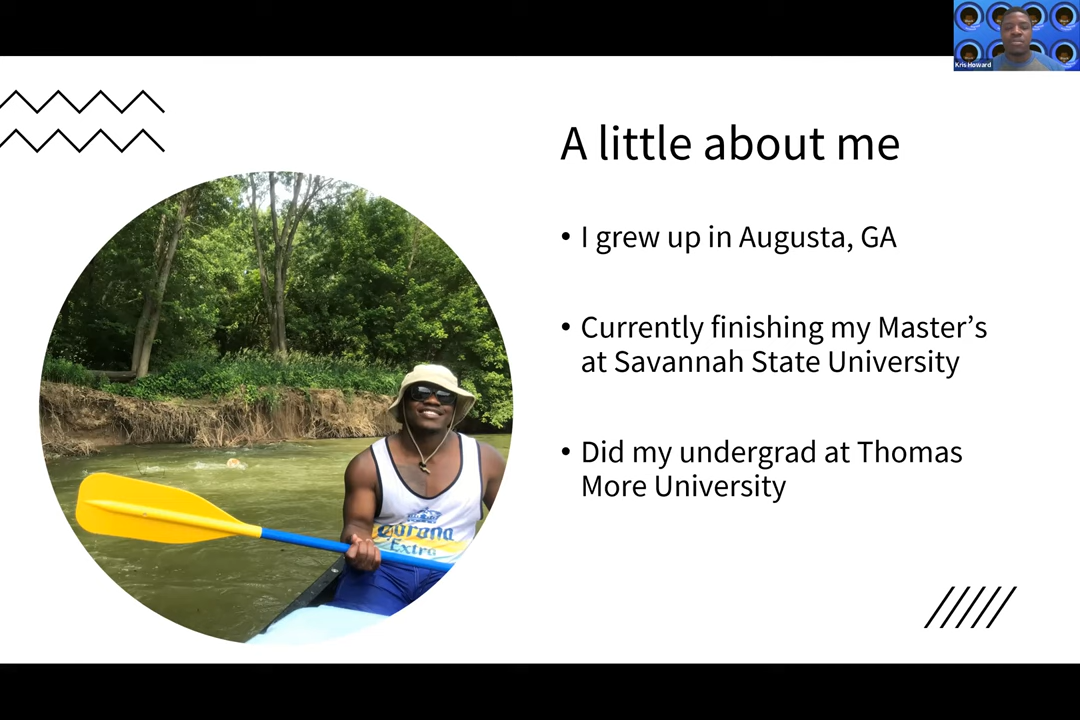 Kris Howard
A little about me
• I grew up in Augusta, GA
• Currently finishing my Master’s
at Savannah State University
• Did my undergrad at Thomas
More University
Corona
Extra